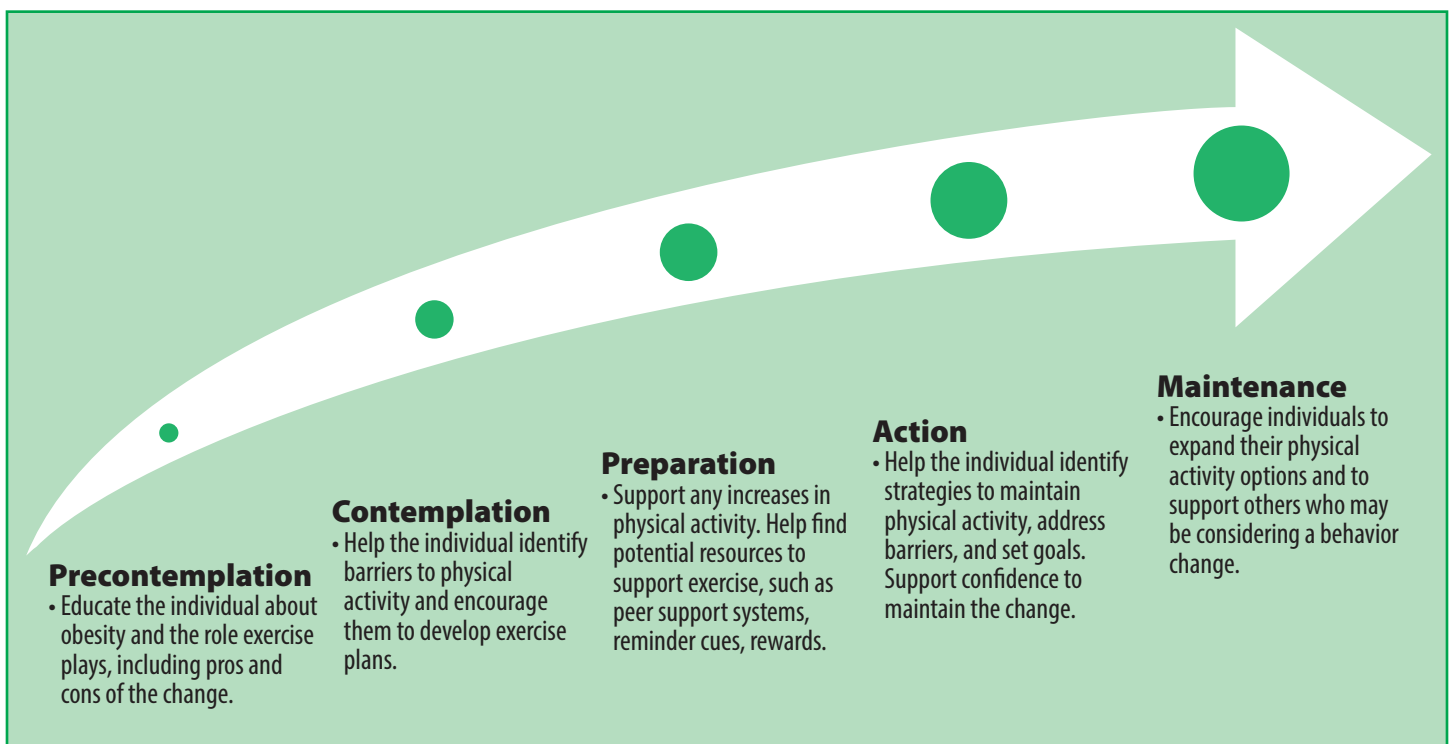 Precontemplation
• Educate the individual about
obesity and the role exercise
plays, including pros and
cons of the change.
Contemplation
• Help the individual identify
barriers to physical
activity and encourage
them to develop exercise
plans.
Preparation
• Support any increases in
physical activity. Help find
potential resources to
support exercise, such as
peer support systems,
reminder cues, rewards.
Action
• Help the individual identify
strategies to maintain
physical activity, address
barriers, and set goals.
Support confidence to
maintain the change.
Maintenance
• Encourage individuals to
expand their physical
activity options and to
support others who may
be considering a behavior
change.